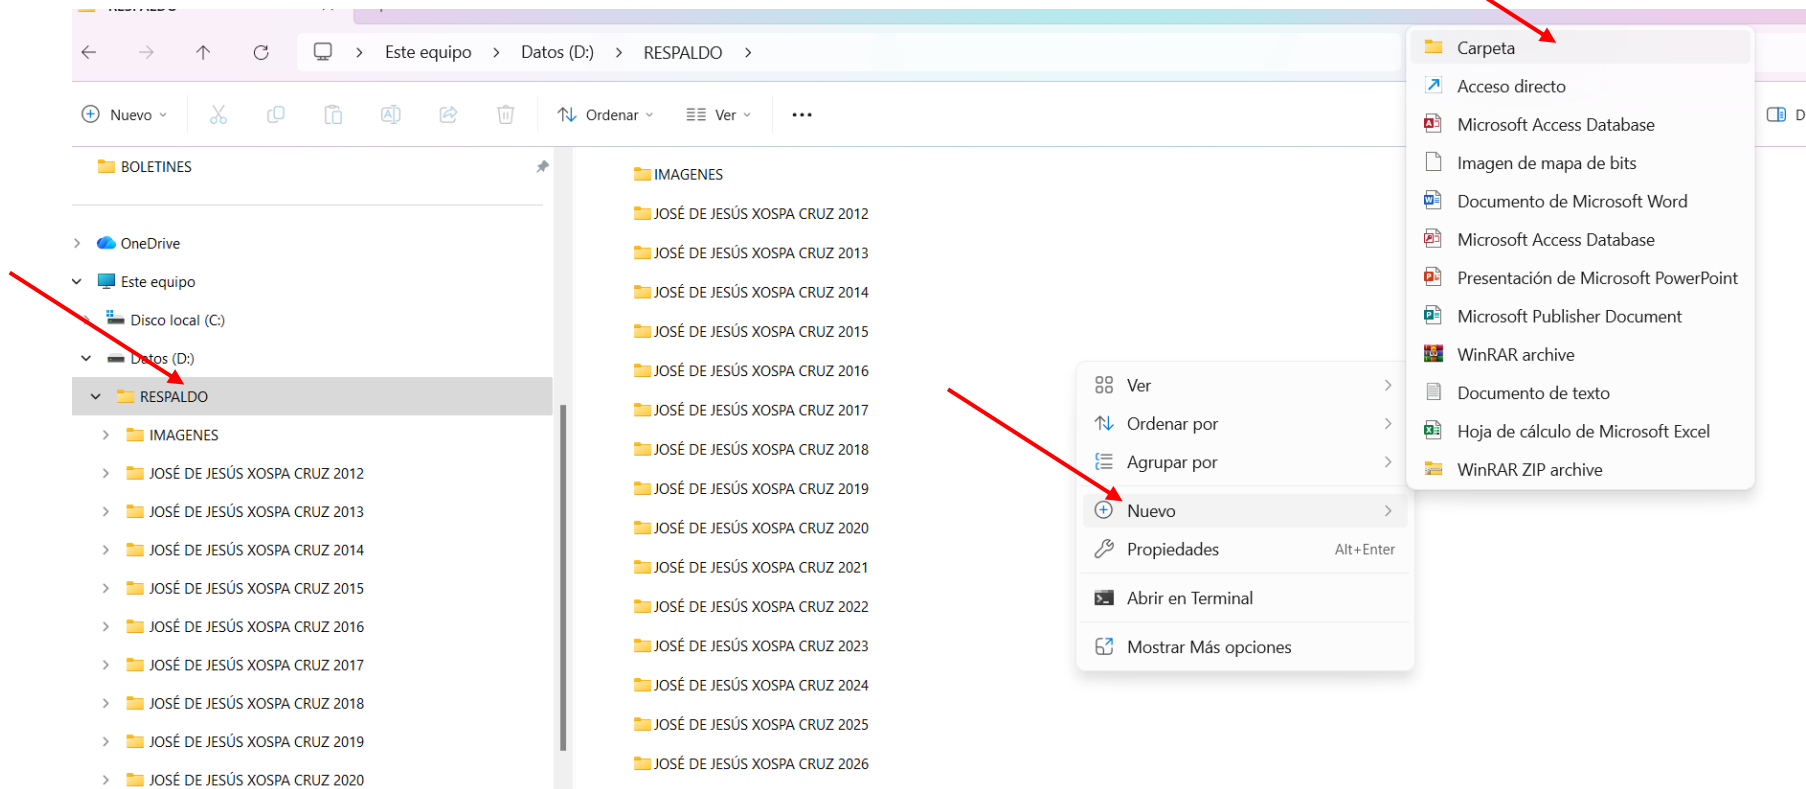 RESPALDO
Este equipo
Datos (D:)
RESPALDO
Nuevo
Ordenar
Ver
D
BOLETINES
OneDrive
Este equipo
Disco local (C:)
Datos (D:)
RESPALDO
IMAGENES
JOSÉ DE JESÚS XOSPA CRUZ 2012
JOSÉ DE JESÚS XOSPA CRUZ 2013
JOSÉ DE JESÚS XOSPA CRUZ 2014
JOSÉ DE JESÚS XOSPA CRUZ 2015
JOSÉ DE JESÚS XOSPA CRUZ 2016
JOSÉ DE JESÚS XOSPA CRUZ 2017
JOSÉ DE JESÚS XOSPA CRUZ 2018
JOSÉ DE JESÚS XOSPA CRUZ 2019
JOSÉ DE JESÚS XOSPA CRUZ 2020
IMAGENES
JOSÉ DE JESÚS XOSPA CRUZ 2012
JOSÉ DE JESÚS XOSPA CRUZ 2013
JOSÉ DE JESÚS XOSPA CRUZ 2014
JOSÉ DE JESÚS XOSPA CRUZ 2015
JOSÉ DE JESÚS XOSPA CRUZ 2016
JOSÉ DE JESÚS XOSPA CRUZ 2017
JOSÉ DE JESÚS XOSPA CRUZ 2018
JOSÉ DE JESÚS XOSPA CRUZ 2019
JOSÉ DE JESÚS XOSPA CRUZ 2020
JOSÉ DE JESÚS XOSPA CRUZ 2021
JOSÉ DE JESÚS XOSPA CRUZ 2022
JOSÉ DE JESÚS XOSPA CRUZ 2023
JOSÉ DE JESÚS XOSPA CRUZ 2024
JOSÉ DE JESÚS XOSPA CRUZ 2025
JOSÉ DE JESÚS XOSPA CRUZ 2026
Ver
Ordenar por
Agrupar por
Nuevo
Propiedades Alt+Enter
Abrir en Terminal
Mostrar Más opciones
Carpeta
Acceso directo
Microsoft Access Database
Imagen de mapa de bits
Documento de Microsoft Word
Microsoft Access Database
Presentación de Microsoft PowerPoint
Microsoft Publisher Document
WinRAR archive
Documento de texto
Hoja de cálculo de Microsoft Excel
WinRAR ZIP archive